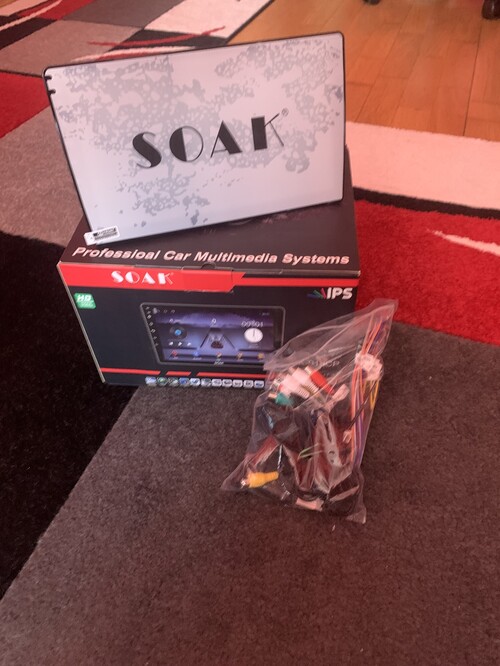 SOAK®
Professioal Car Multimedia Systems
SOAK
HD
IPS